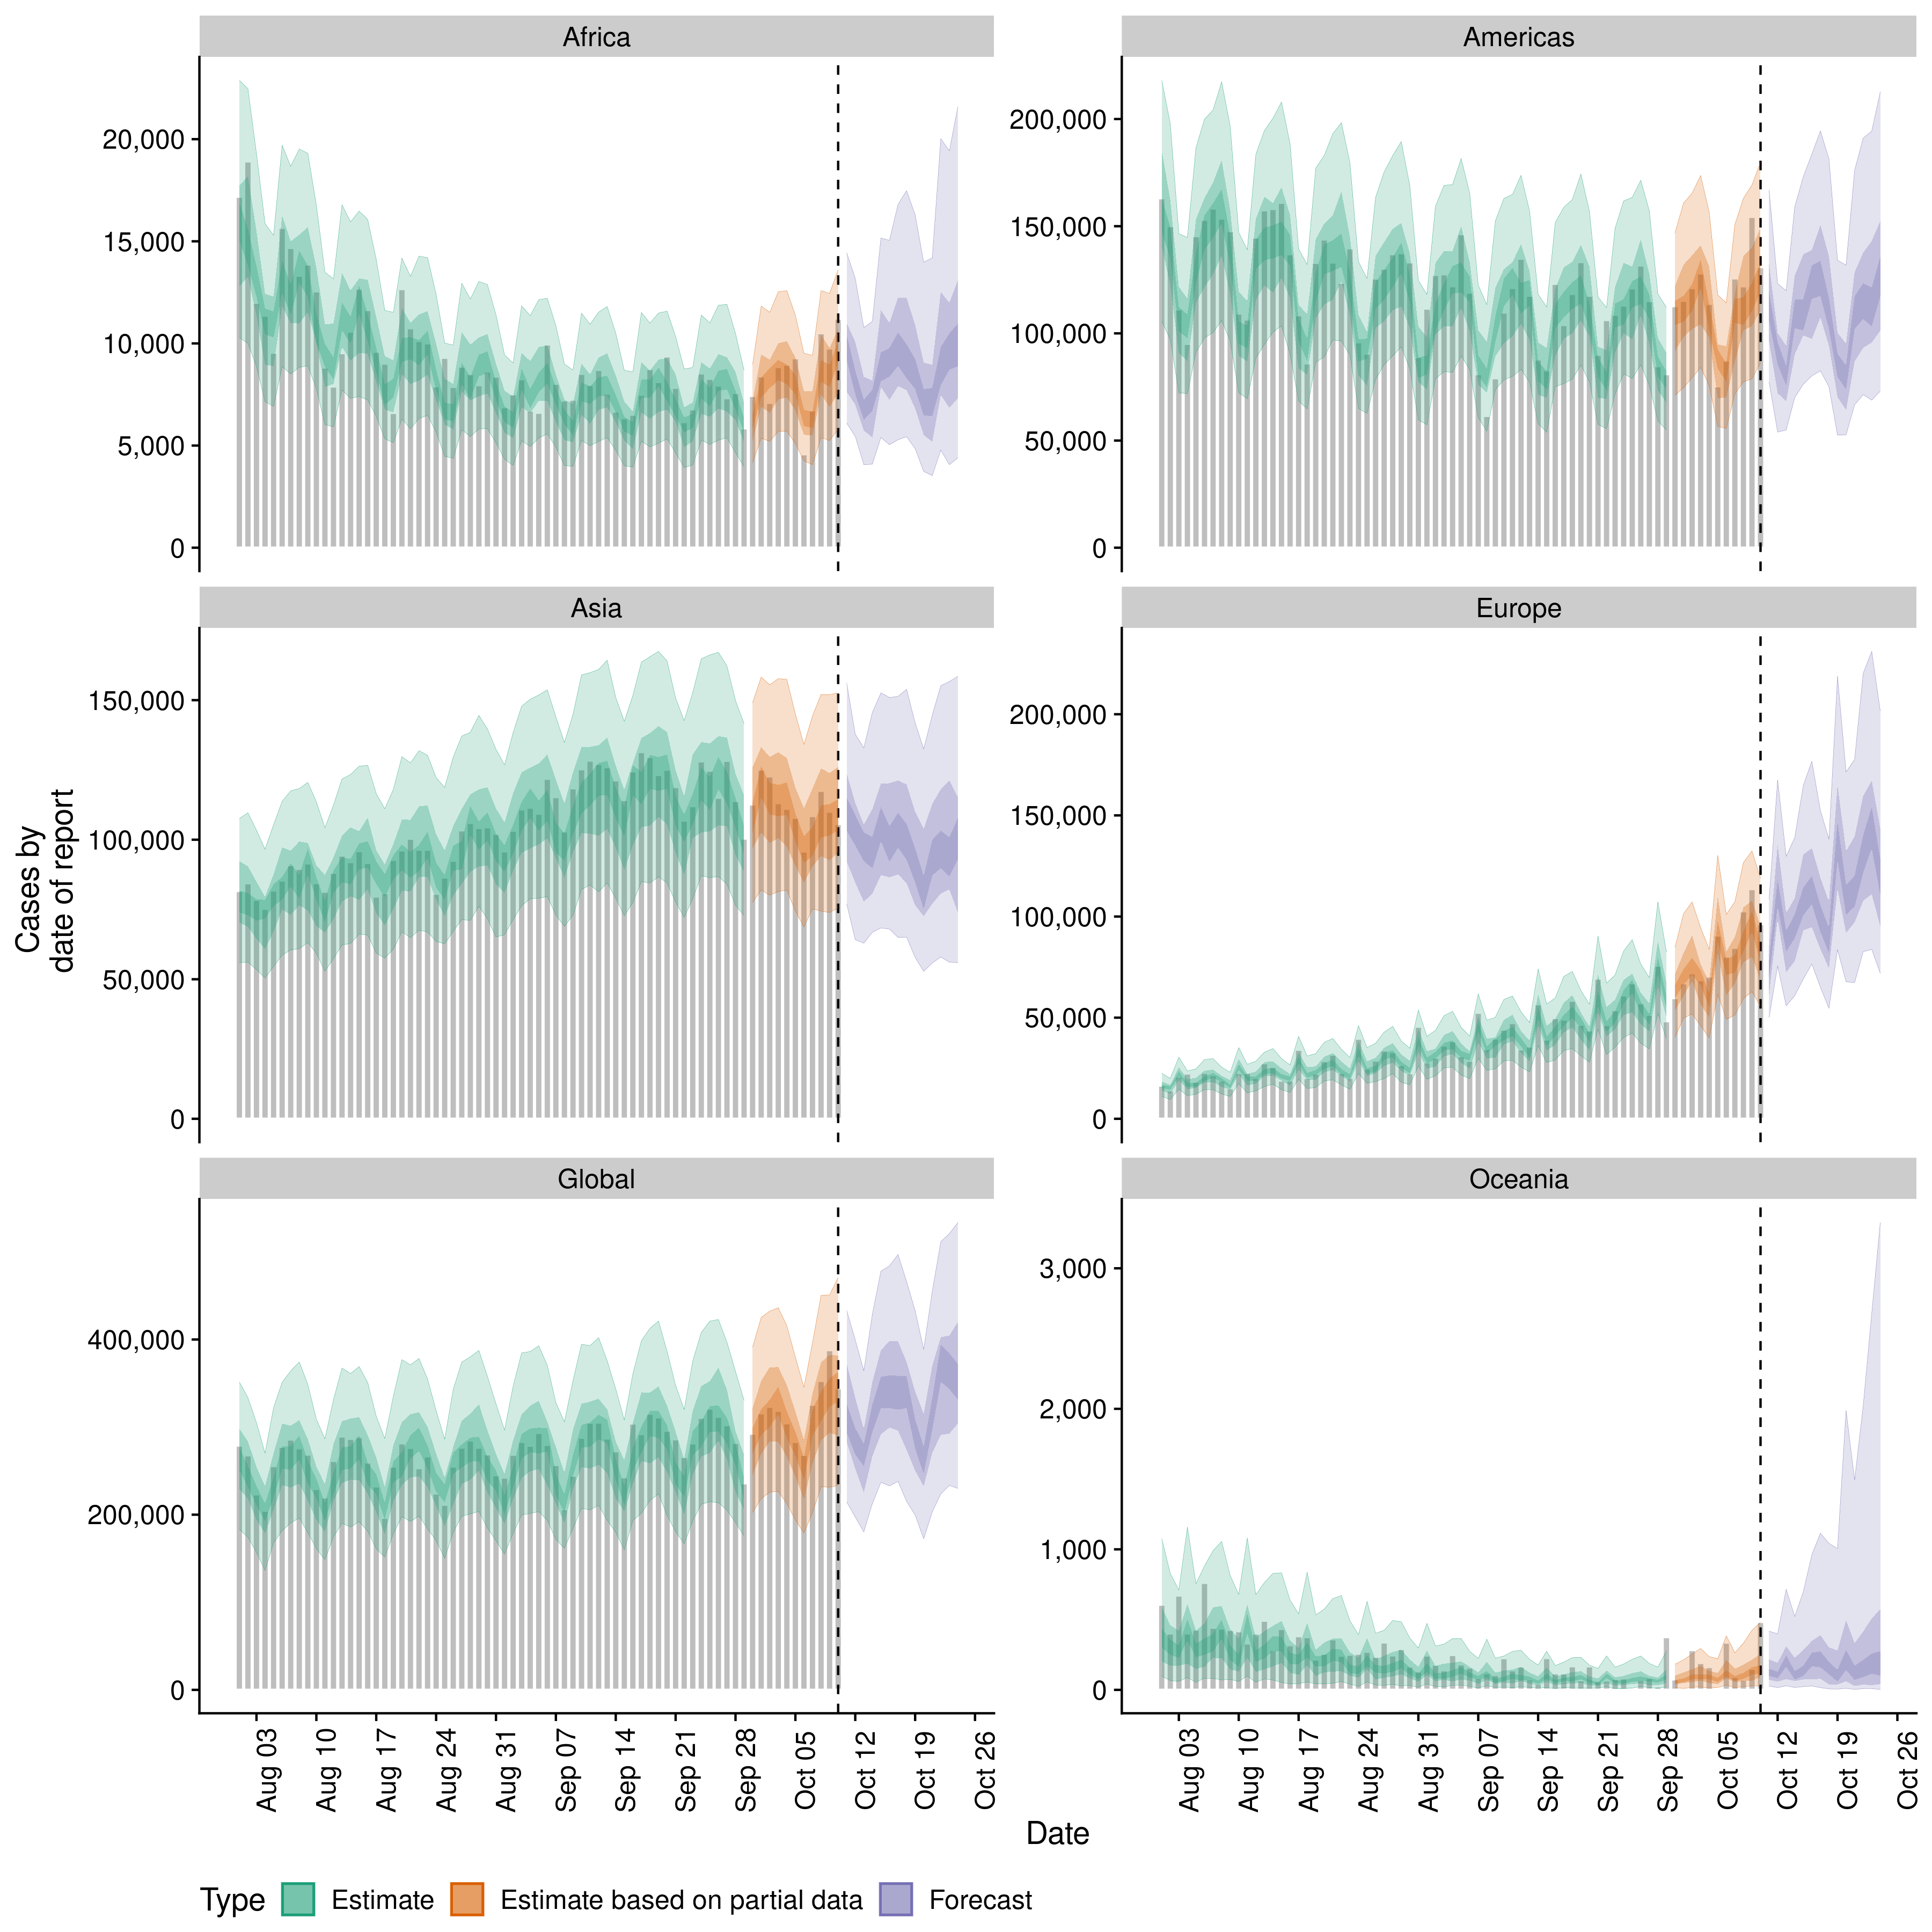 Africa
Americas
20,000
15,000
10,000
5,000
0
200,000
150,000
100,000
50,000
0
Asia
Europe
150,000
100,000
50,000
0
200,000
150,000
100,000
50,000
0
Cases by
date of report
Global
Oceania
400,000
200,000
0
3,000
2,000
1,000
0
Aug 03
Aug 10
Aug 17
Aug 24
Aug 31
Sep 07
Sep 14
Sep 21
Sep 28
Oct 05
Oct 12
Oct 19
Oct 26
Aug 03
Aug 10
Aug 17
Aug 24
Aug 31
Sep 07
Sep 14
Sep 21
Sep 28
Oct 05
Oct 12
Oct 19
Oct 26
Date
Type Estimate Estimate based on partial data Forecast